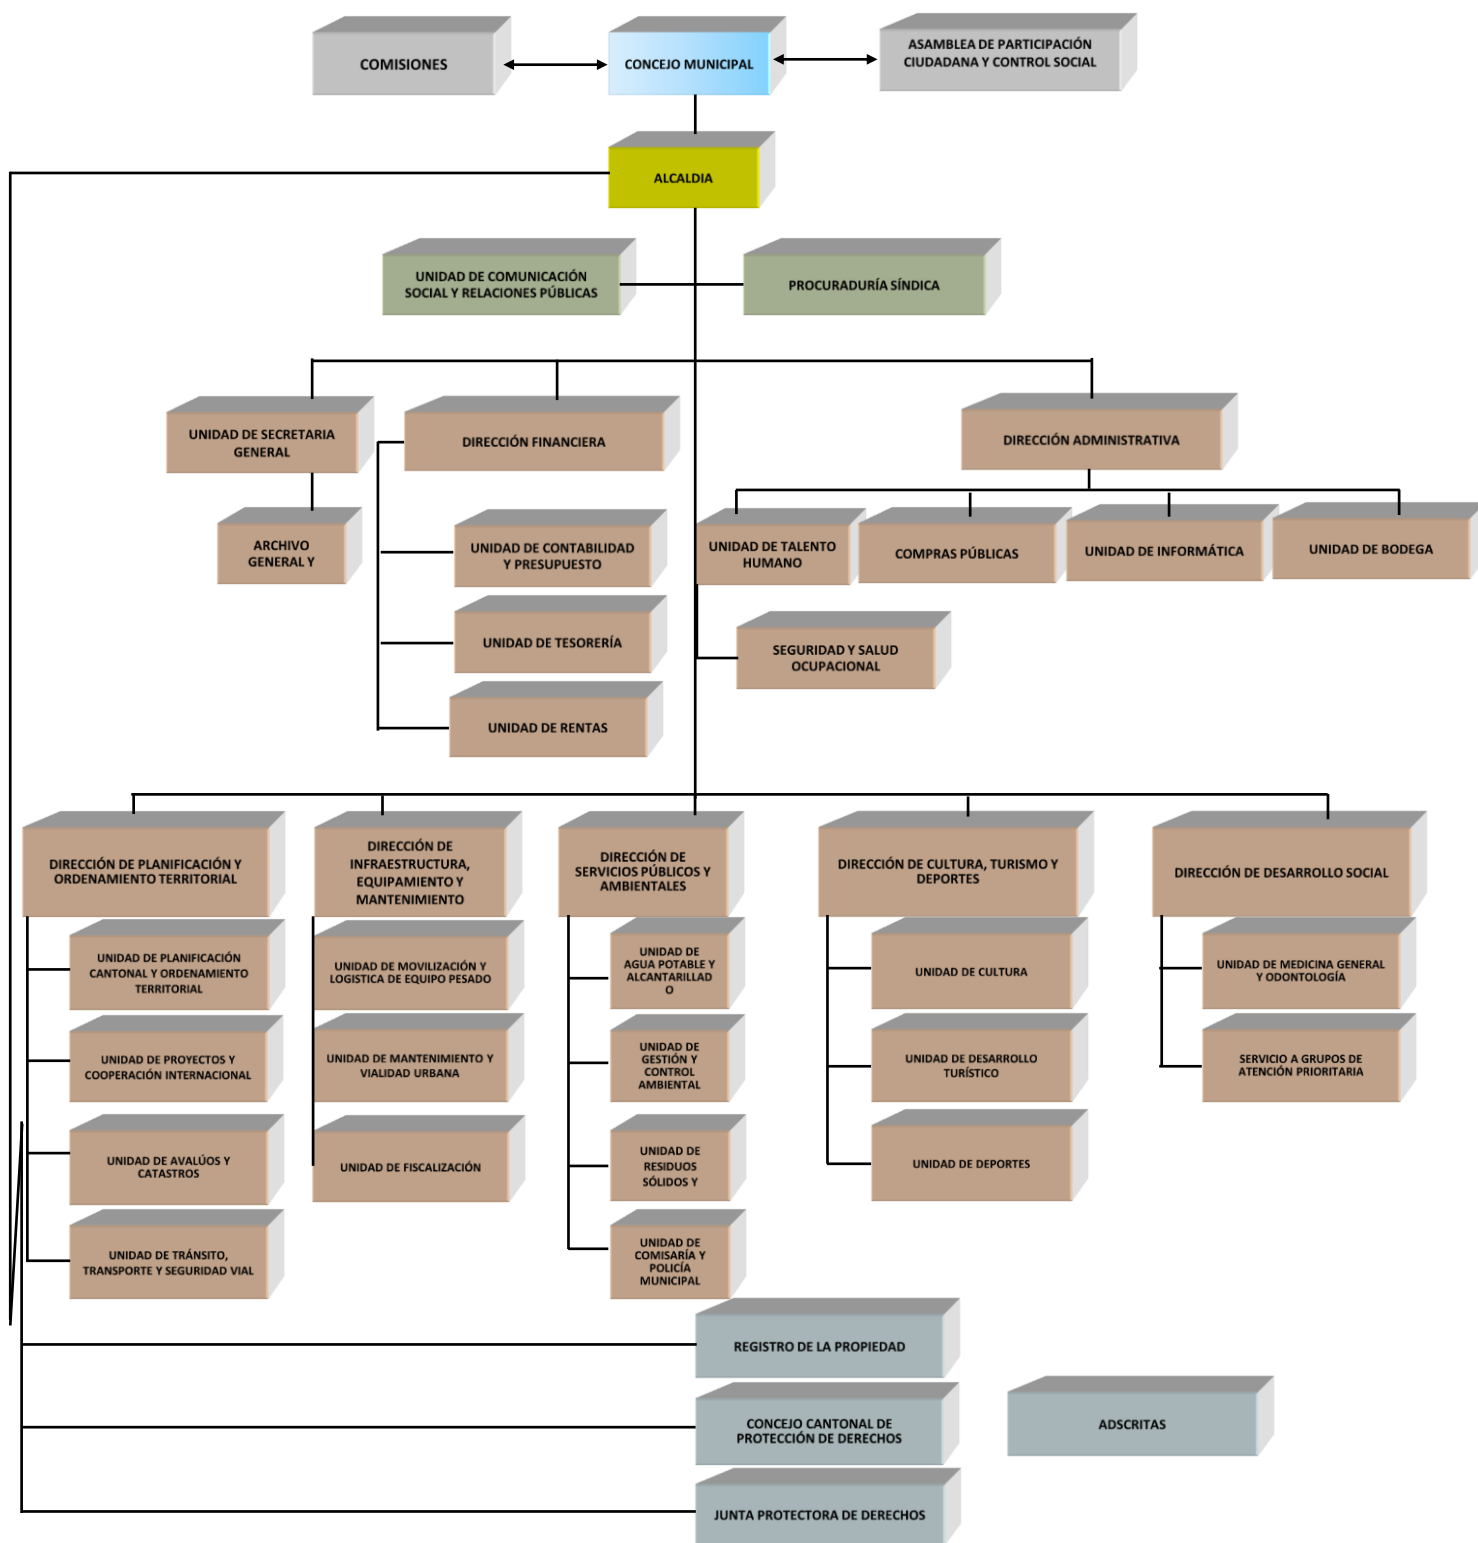 COMISIONES
CONCEJO MUNICIPAL
ASAMBLEA DE PARTICIPACIÓN
CIUDADANA Y CONTROL SOCIAL
ALCALDIA
UNIDAD DE COMUNICACIÓN
SOCIAL Y RELACIONES PÚBLICAS
PROCURADURÍA SÍNDICA
UNIDAD DE SECRETARIA
GENERAL
DIRECCIÓN FINANCIERA
DIRECCIÓN ADMINISTRATIVA
ARCHIVO
GENERAL Y
UNIDAD DE CONTABILIDAD
Y PRESUPUESTO
UNIDAD DE TALENTO
HUMANO
COMPRAS PÚBLICAS
UNIDAD DE INFORMÁTICA
UNIDAD DE BODEGA
UNIDAD DE TESORERÍA
SEGURIDAD Y SALUD
OCUPACIONAL
UNIDAD DE RENTAS
DIRECCIÓN DE PLANIFICACIÓN Y
ORDENAMIENTO TERRITORIAL
DIRECCIÓN DE
INFRAESTRUCTURA,
EQUIPAMIENTO Y
MANTENIMIENTO
DIRECCIÓN DE
SERVICIOS PÚBLICOS Y
AMBIENTALES
DIRECCIÓN DE CULTURA, TURISMO Y
DEPORTES
DIRECCIÓN DE DESARROLLO SOCIAL
UNIDAD DE PLANIFICACIÓN
CANTONAL Y ORDENAMIENTO
TERRITORIAL
UNIDAD DE MOVILIZACIÓN Y
LOGISTICA DE EQUIPO PESADO
UNIDAD DE
AGUA POTABLE Y
ALCANTARILLAD
O
UNIDAD DE CULTURA
UNIDAD DE MEDICINA GENERAL
Y ODONTOLOGÍA
UNIDAD DE PROYECTOS Y
COOPERACIÓN INTERNACIONAL
UNIDAD DE MANTENIMIENTO Y
VIALIDAD URBANA
UNIDAD DE
GESTIÓN Y
CONTROL
AMBIENTAL
UNIDAD DE DESARROLLO
TURÍSTICO
SERVICIO A GRUPOS DE
ATENCIÓN PRIORITARIA
UNIDAD DE AVALÚOS Y
CATASTROS
UNIDAD DE FISCALIZACIÓN
UNIDAD DE
RESIDUOS
SÓLIDOS Y
UNIDAD DE DEPORTES
UNIDAD DE TRÁNSITO,
TRANSPORTE Y SEGURIDAD VIAL
UNIDAD DE
COMISARÍA Y
POLICÍA
MUNICIPAL
REGISTRO DE LA PROPIEDAD
CONCEJO CANTONAL DE
PROTECCIÓN DE DERECHOS
ADSCRITAS
JUNTA PROTECTORA DE DERECHOS